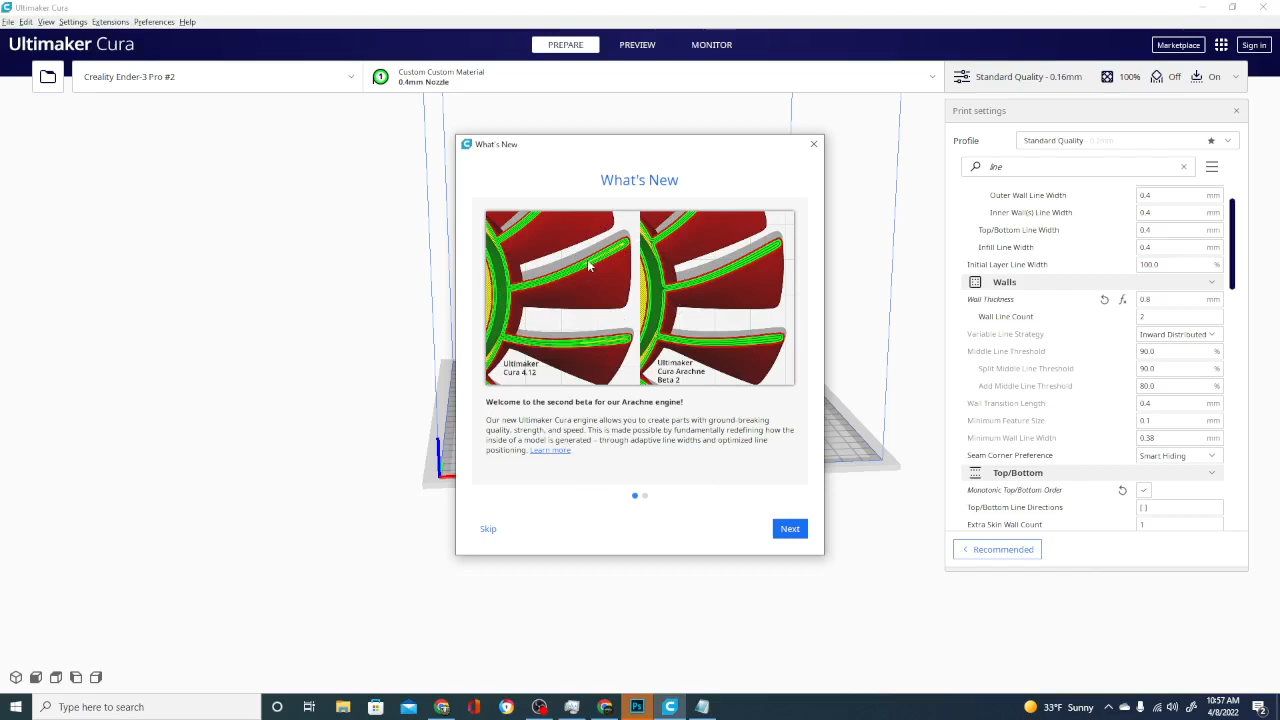 Ultimaker Cura
File Edit View Settings Extensions Preferences Help
Ultimaker Cura
PREPARE PREVIEW MONITOR
Marketplace Sign in
Creality Ender-3 Pro #2
1 Custom Custom Material
0.4mm Nozzle
Standard Quality - 0.16mm 100% Off On
Print settings
Profile Standard Quality - 0.2mm
line
Outer Wall Line Width 0.4 mm
Inner Wall(s) Line Width 0.4 mm
Top/Bottom Line Width 0.4 mm
Infill Line Width 0.4 mm
Initial Layer Line Width 100.0 %
Walls
Wall Thickness 0.8 mm
Wall Line Count 2
Variable Line Strategy Inward Distributed
Middle Line Threshold 90.0 %
Split Middle Line Threshold 90.0 %
Add Middle Line Threshold 80.0 %
Wall Transition Length 0.4 mm
Minimum Feature Size 0.1 mm
Minimum Wall Line Width 0.38 mm
Seam Corner Preference Smart Hiding
Top/Bottom
Monotonic Top/Bottom Order
Top/Bottom Line Directions [ ]
Extra Skin Wall Count 1
Recommended
What's New
What's New
Ultimaker
Cura 4.12
Ultimaker
Cura Arachne
Beta 2
Welcome to the second beta for our Arachne engine!
Our new Ultimaker Cura engine allows you to create parts with ground-breaking
quality, strength, and speed. This is made possible by fundamentally redefining how the
inside of a model is generated – through adaptive line widths and optimized line
positioning. Learn more
Skip Next
Type here to search
Ps
33°F Sunny
10:57 AM
4/8/2022
2